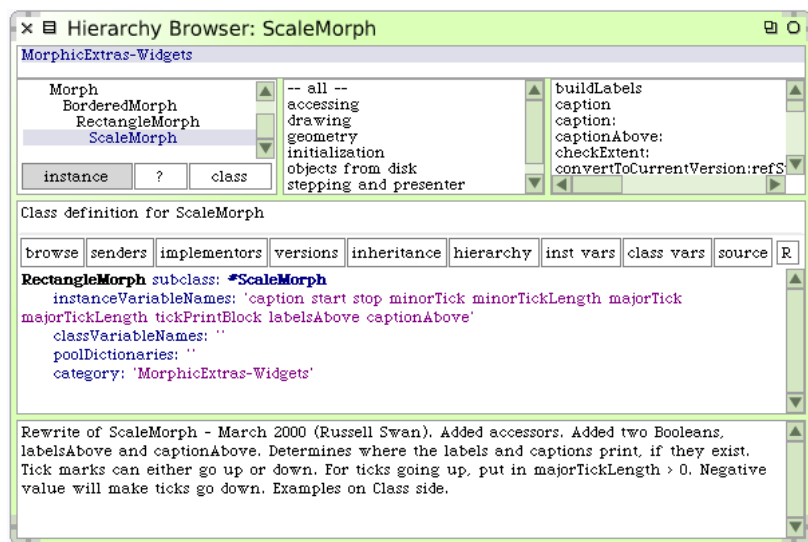 Hierarchy Browser: ScaleMorph
MorphicExtras-Widgets
Morph
BorderedMorph
RectangleMorph
ScaleMorph
instance ? class
-- all --
accessing
drawing
geometry
initialization
objects from disk
stepping and presenter
buildLabels
caption
caption:
captionAbove:
checkExtent:
convertToCurrentVersion:refS
Class definition for ScaleMorph
browse senders implementors versions inheritance hierarchy inst vars class vars source R
RectangleMorph subclass: #ScaleMorph
instanceVariableNames: 'caption start stop minorTick minorTickLength majorTick
majorTickLength tickPrintBlock labelsAbove captionAbove'
classVariableNames: ''
poolDictionaries: ''
category: 'MorphicExtras-Widgets'
Rewrite of ScaleMorph - March 2000 (Russell Swan). Added accessors. Added two Booleans,
labelsAbove and captionAbove. Determines where the labels and captions print, if they exist.
Tick marks can either go up or down. For ticks going up, put in majorTickLength > 0. Negative
value will make ticks go down. Examples on Class side.